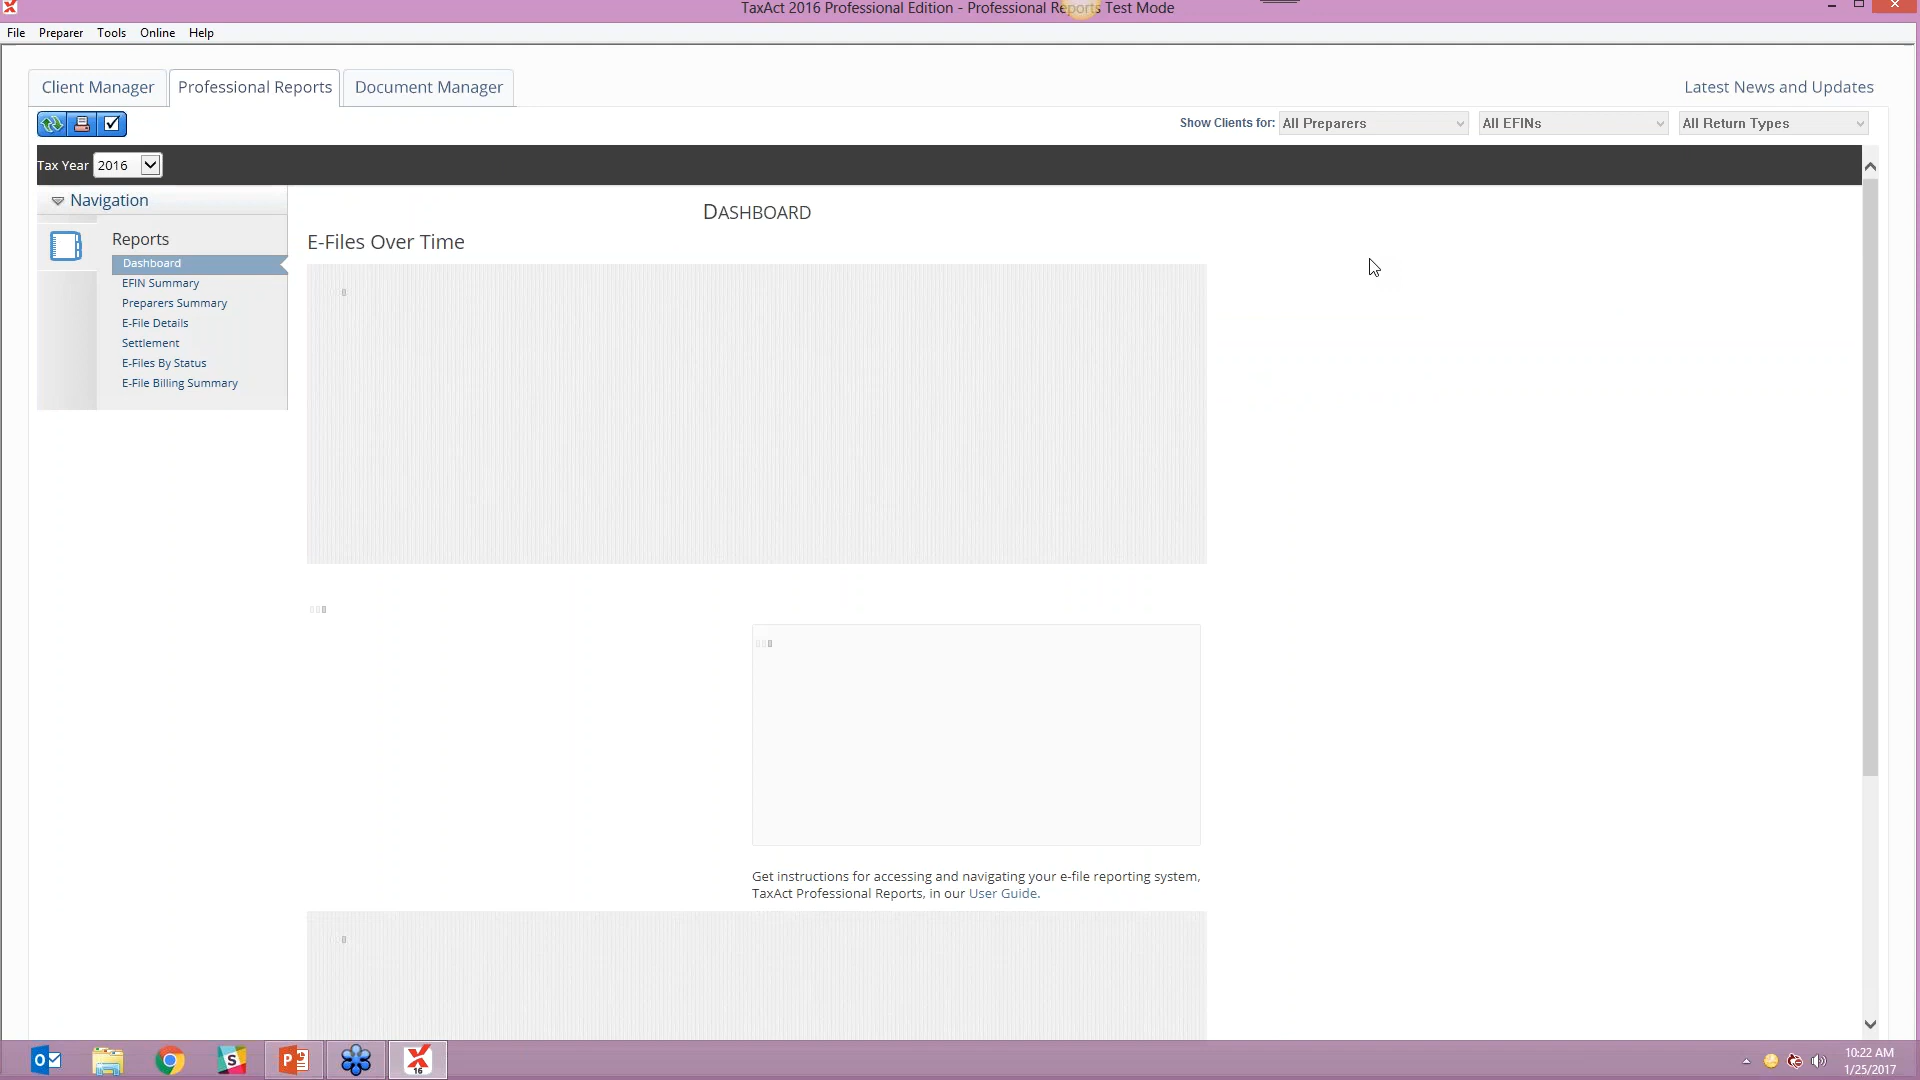 TaxAct 2016 Professional Edition - Professional Reports Test Mode
File Preparer Tools Online Help
Client Manager Professional Reports Document Manager Latest News and Updates
Show Clients for: All Preparers All EFINs All Return Types
Tax Year 2016
Navigation
DASHBOARD
Reports
E-Files Over Time
Dashboard
EFIN Summary
Preparers Summary
E-File Details
Settlement
E-Files By Status
E-File Billing Summary
Get instructions for accessing and navigating your e-file reporting system,
TaxAct Professional Reports, in our User Guide.
16
10:22 AM
1/25/2017